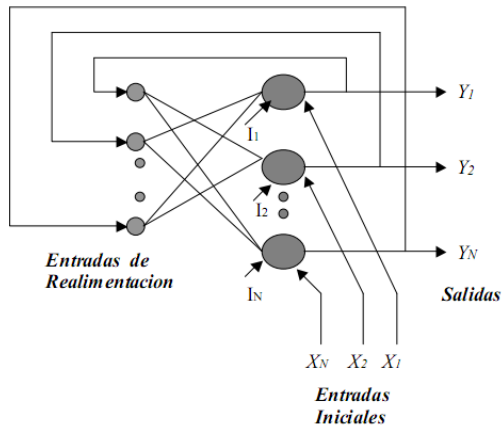 Y1
I1
Y2
I2
Entradas de
Realimentacion
YN
IN
Salidas
XN X2 X1
Entradas
Iniciales